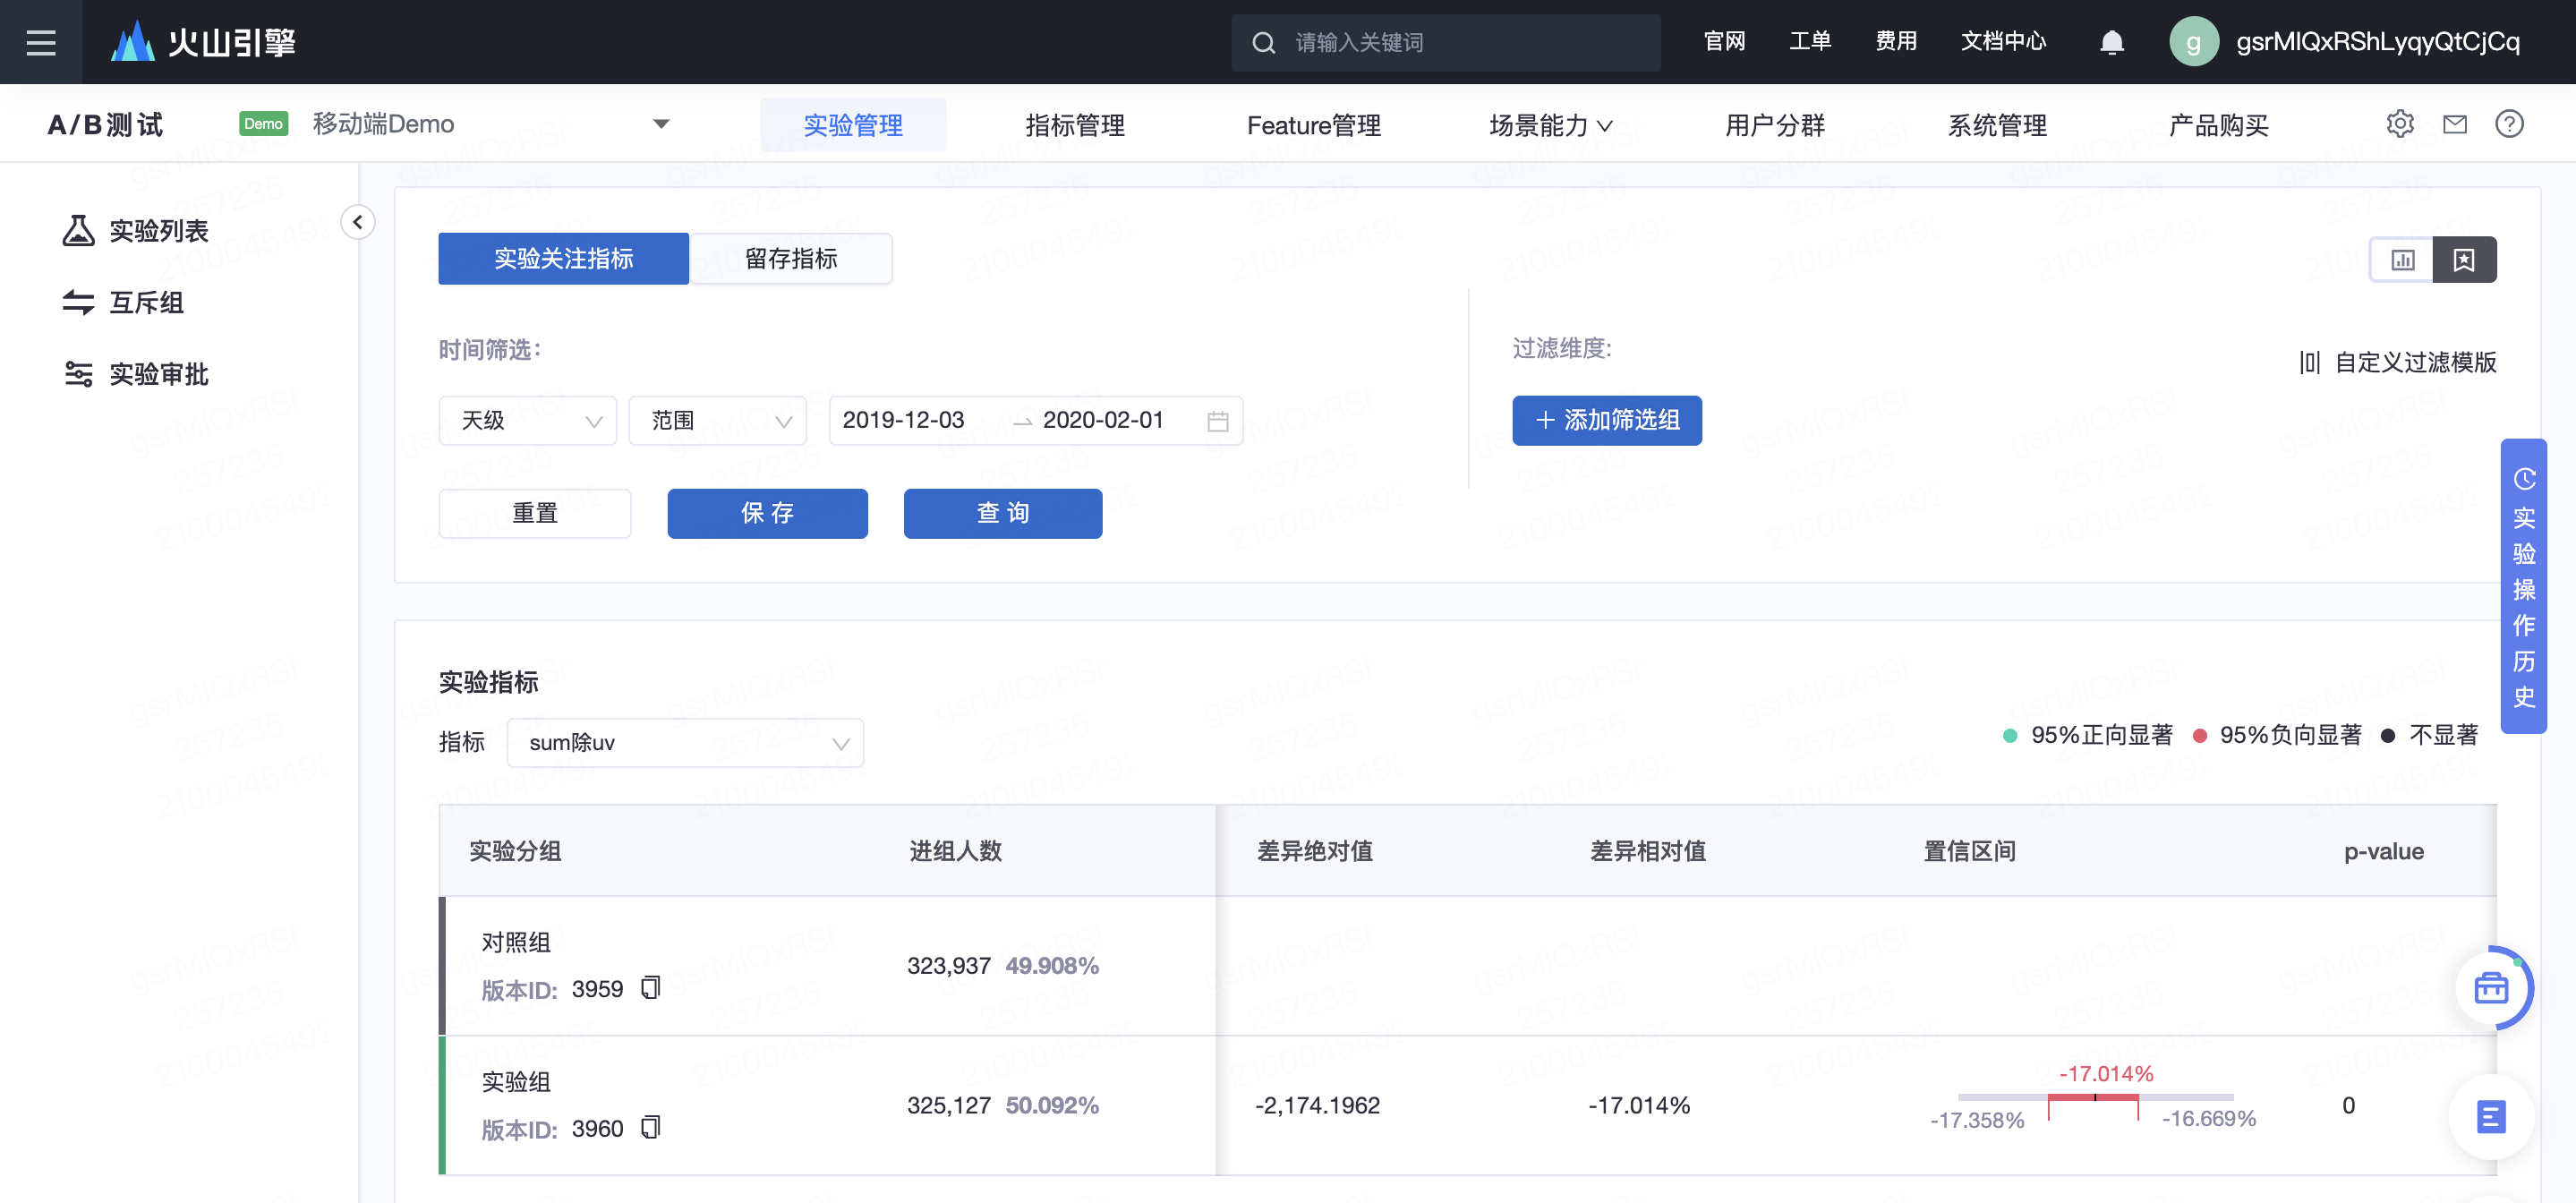 火山引擎
请输入关键词
官网 工单 费用 文档中心
g gsrMIQxRShLyqyQtCjCq
A/B测试 Demo 移动端Demo 实验管理 指标管理 Feature管理 场景能力 用户分群 系统管理 产品购买
实验列表
互斥组
实验审批
实验关注指标 留存指标
时间筛选:
过滤维度:
自定义过滤模版
天级 范围 2019-12-03 → 2020-02-01
+ 添加筛选组
重置 保 存 查 询
实验操作历史
实验指标
指标 sum除uv
95%正向显著 95%负向显著 不显著
实验分组 进组人数 差异绝对值 差异相对值 置信区间 p-value
对照组
版本ID: 3959
323,937 49.908%
实验组
版本ID: 3960
325,127 50.092% -2,174.1962 -17.014%
-17.014%
-17.358% -16.669%
0
gsrMIQxRSh
257235
2100045492